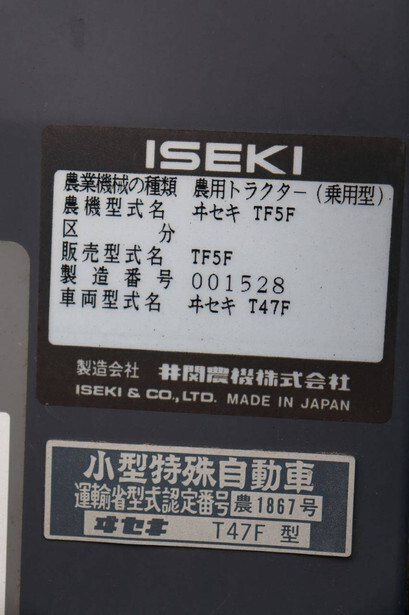 ISEKI
農業機械の種類 農用トラクター(乗用型)
農機型式名 ヰセキ TF5F
区分
販売型式名 TF5F
製造番号 001528
車両型式名 ヰセキ T47F
製造会社 井関農機株式会社
ISEKI & CO.,LTD. MADE IN JAPAN
小型特殊自動車
運輸省型式認定番号 農1867号
ヰセキ T47F 型